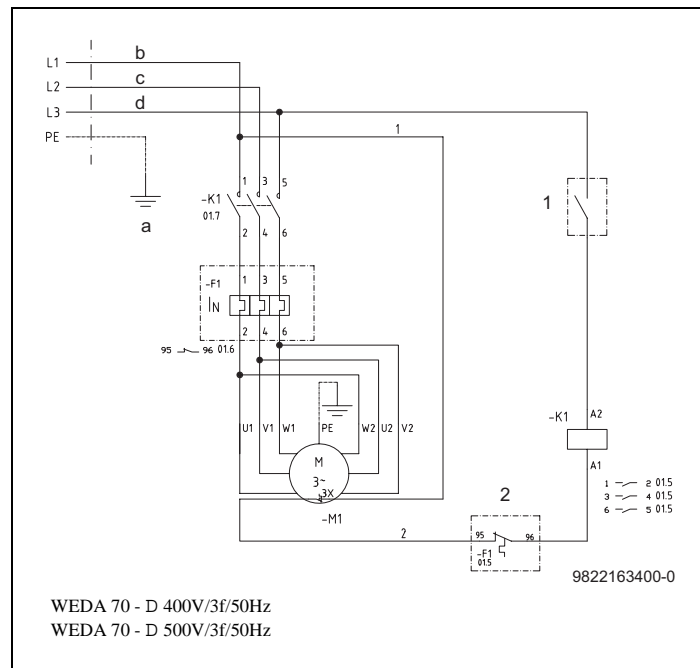 b
L1
c
L2
d
L3
1
PE
1 3 5
-K1
01.7
1
a
2 4 6
-F1
1 3 5
IN
2 4 6
95 96 01.6
U1 V1 W1 PE W2 U2 V2
-K1
A2
M
3~
3X
A1
-M1
2
1 2 01.5
3 4 01.5
6 5 01.5
2
95 96
-F1
01.5
9822163400-0
WEDA 70 - D 400V/3f/50Hz
WEDA 70 - D 500V/3f/50Hz